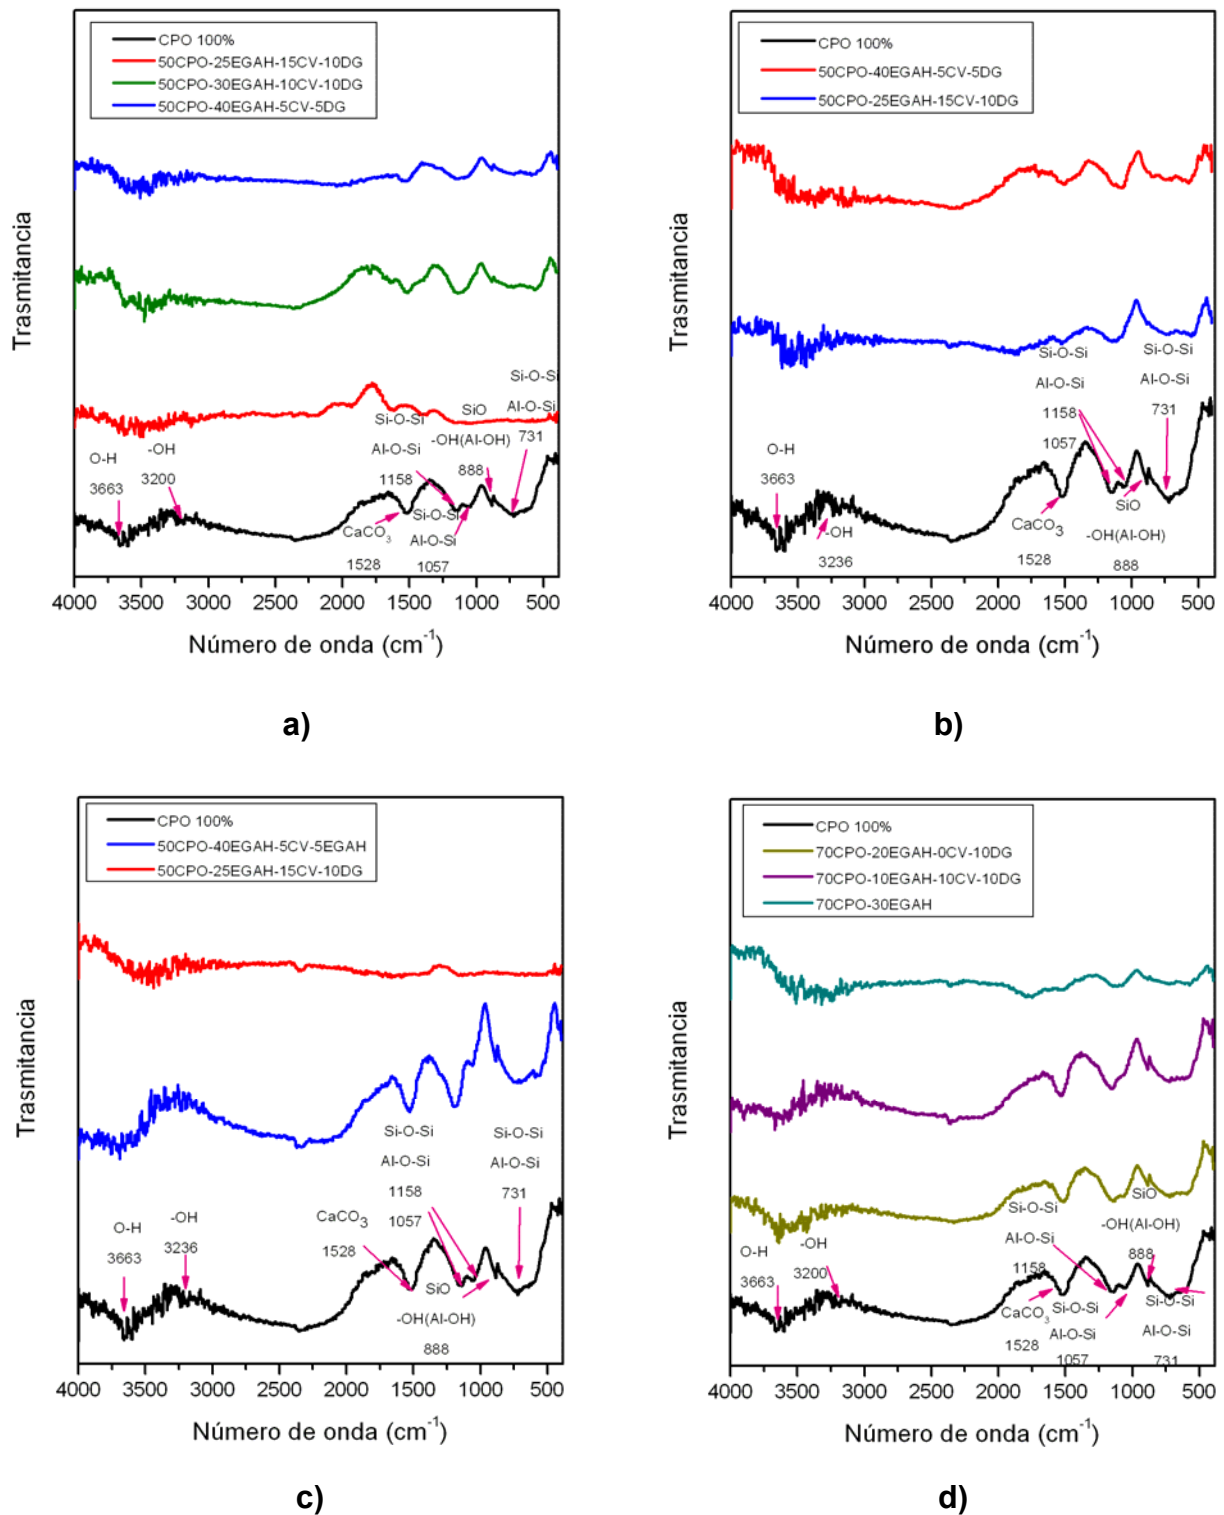 CPO 100%
50CPO-25EGAH-15CV-10DG
50CPO-30EGAH-10CV-10DG
50CPO-40EGAH-5CV-5DG
Trasmitancia
Si-O-Si
Al-O-Si
731
SiO
-OH(Al-OH)
888
Si-O-Si
Al-O-Si
1158
-OH
3200
O-H
3663
Si-O-Si
Al-O-Si
1057
CaCO3
1528
4000 3500 3000 2500 2000 1500 1000 500
Número de onda (cm-1)
a)
CPO 100%
50CPO-40EGAH-5CV-5DG
50CPO-25EGAH-15CV-10DG
Trasmitancia
Si-O-Si
Al-O-Si
1158
1057
Si-O-Si
Al-O-Si
731
O-H
3663
-OH
3236
CaCO3
1528
SiO
-OH(Al-OH)
888
4000 3500 3000 2500 2000 1500 1000 500
Número de onda (cm-1)
b)
CPO 100%
50CPO-40EGAH-5CV-5EGAH
50CPO-25EGAH-15CV-10DG
Trasmitancia
Si-O-Si
Al-O-Si
1158
1057
Si-O-Si
Al-O-Si
731
O-H
3663
-OH
3236
CaCO3
1528
SiO
-OH(Al-OH)
888
4000 3500 3000 2500 2000 1500 1000 500
Número de onda (cm-1)
c)
CPO 100%
70CPO-20EGAH-0CV-10DG
70CPO-10EGAH-10CV-10DG
70CPO-30EGAH
Trasmitancia
SiO
-OH(Al-OH)
888
Si-O-Si
Al-O-Si
1158
O-H
3663
-OH
3200
CaCO3
1528
Si-O-Si
Al-O-Si
1057
Si-O-Si
Al-O-Si
731
4000 3500 3000 2500 2000 1500 1000 500
Número de onda (cm-1)
d)